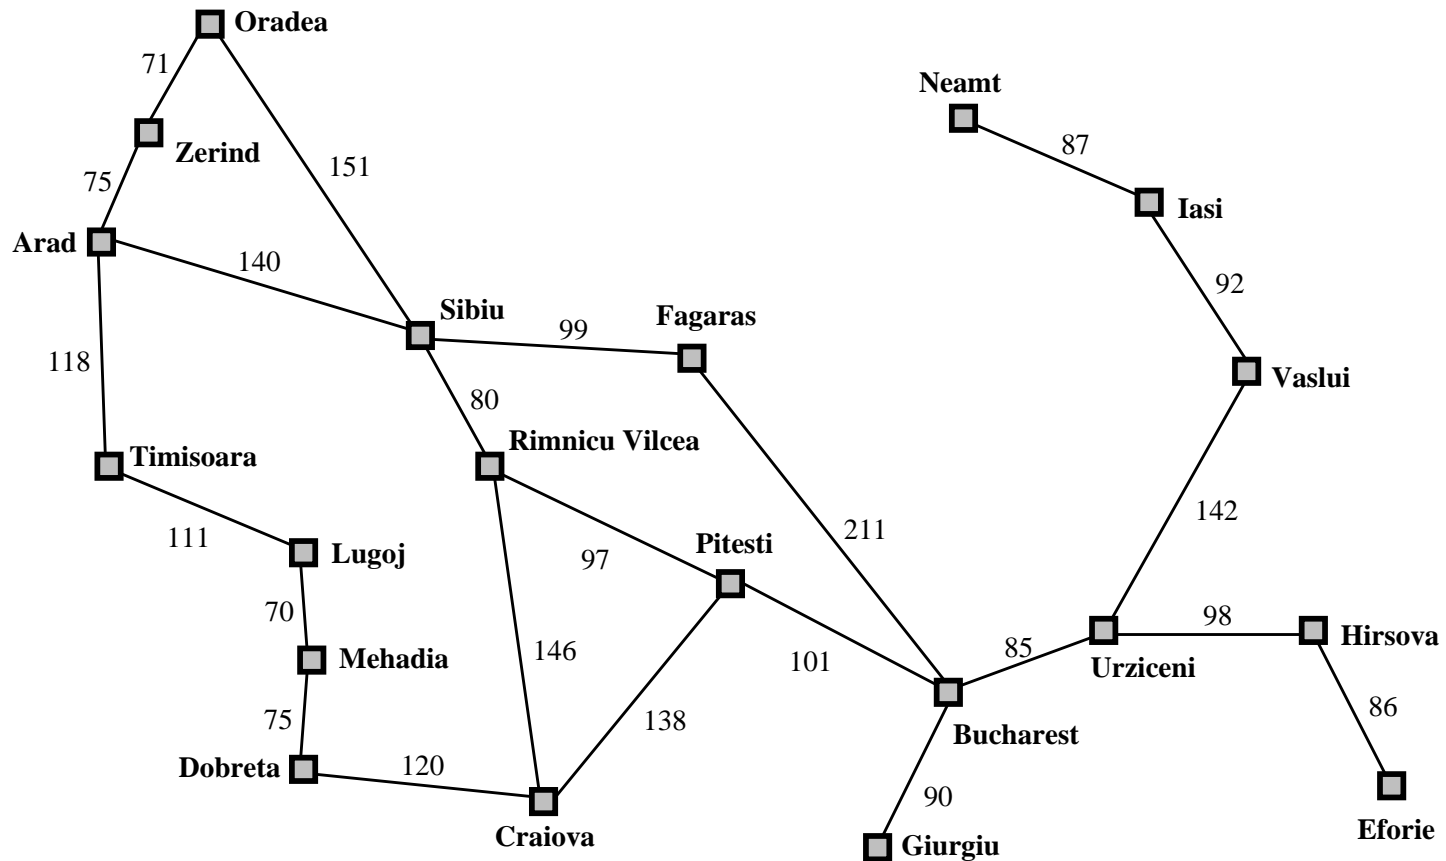 Oradea
71
Neamt
Zerind
87
151
75
Iasi
Arad
140
92
Sibiu
Fagaras
99
118
Vaslui
80
Rimnicu Vilcea
Timisoara
142
111
211
Pitesti
Lugoj
97
70
98
Hirsova
85
Mehadia
146
101
Urziceni
86
75
138
Bucharest
Dobreta
120
90
Eforie
Craiova
Giurgiu